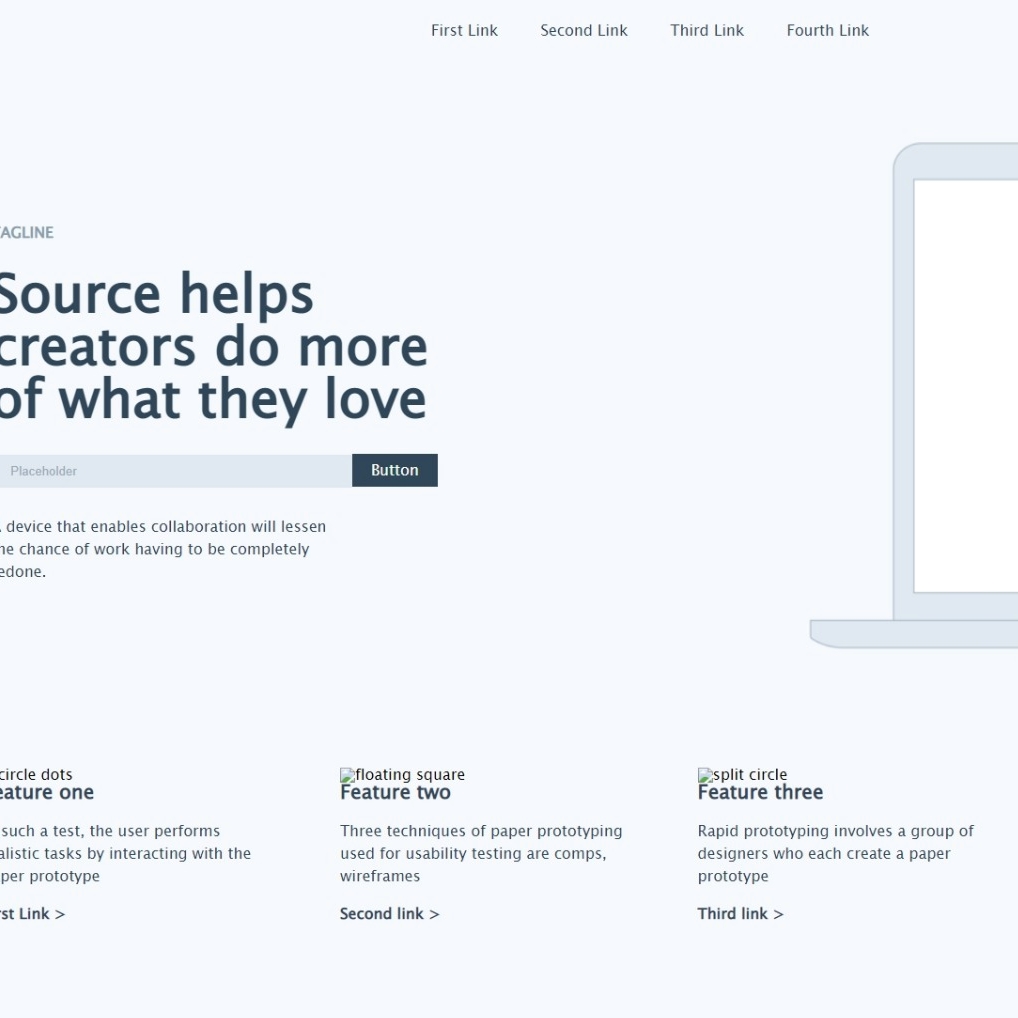 First Link Second Link Third Link Fourth Link
TAGLINE
Source helps
creators do more
of what they love
Placeholder
Button
device that enables collaboration will lessen
he chance of work having to be completely
edone.
circle dots
eature one
such a test, the user performs
alistic tasks by interacting with the
per prototype
rst Link >
floating square
Feature two
Three techniques of paper prototyping
used for usability testing are comps,
wireframes
Second link >
split circle
Feature three
Rapid prototyping involves a group of
designers who each create a paper
prototype
Third link >